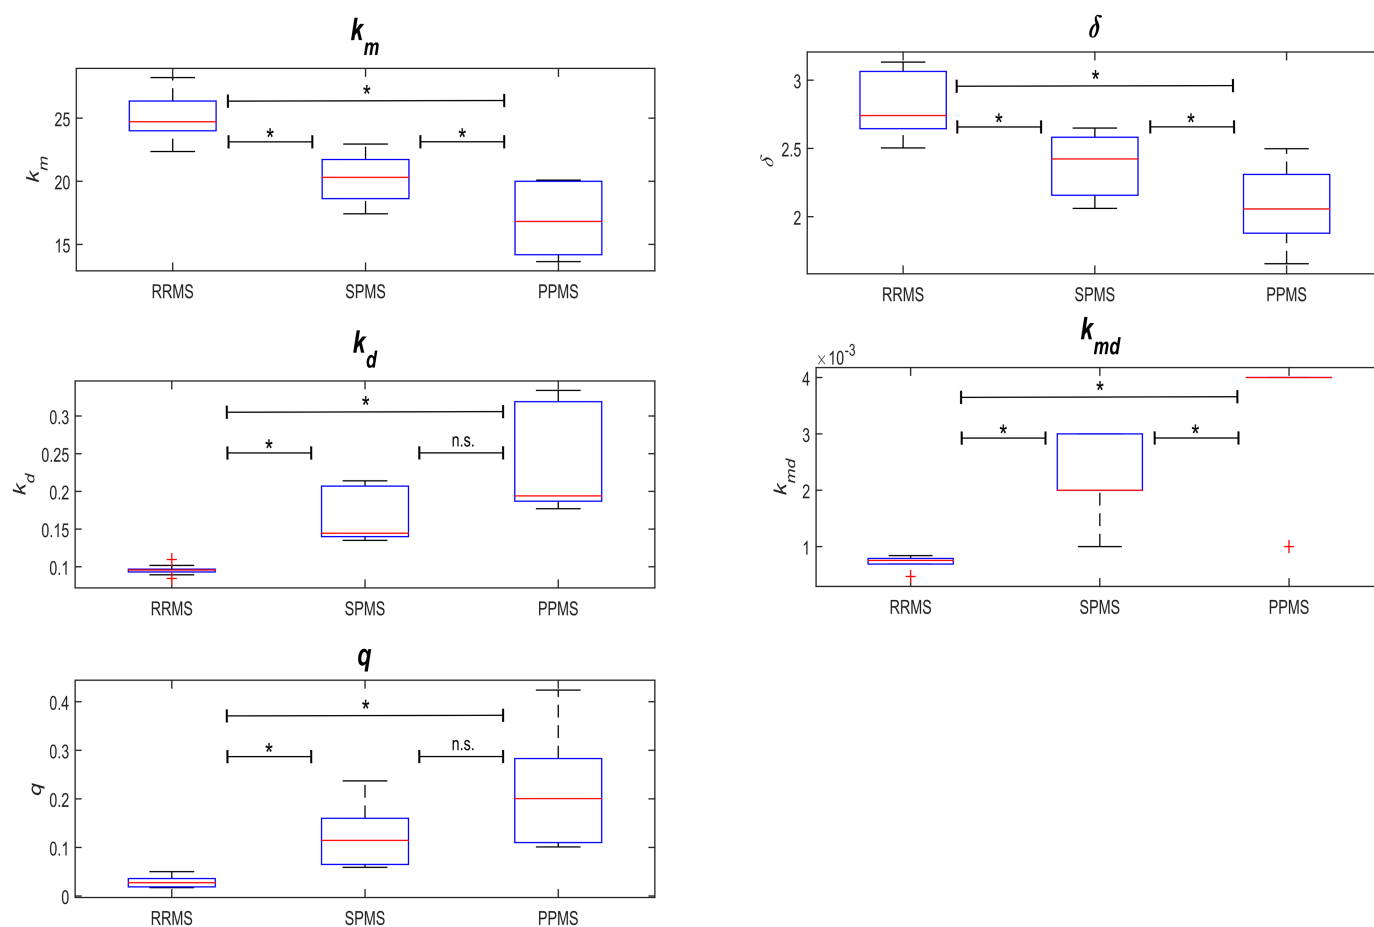 k_m
25
20
15
k_m
*
*
*
RRMS SPMS PPMS
δ
3
2.5
2
δ
*
*
*
RRMS SPMS PPMS
k_d
0.3
0.25
0.2
0.15
0.1
k_d
*
*
n.s.
RRMS SPMS PPMS
k_md
×10^-3
4
3
2
1
k_md
*
*
*
RRMS SPMS PPMS
q
0.4
0.3
0.2
0.1
0
q
*
*
n.s.
RRMS SPMS PPMS